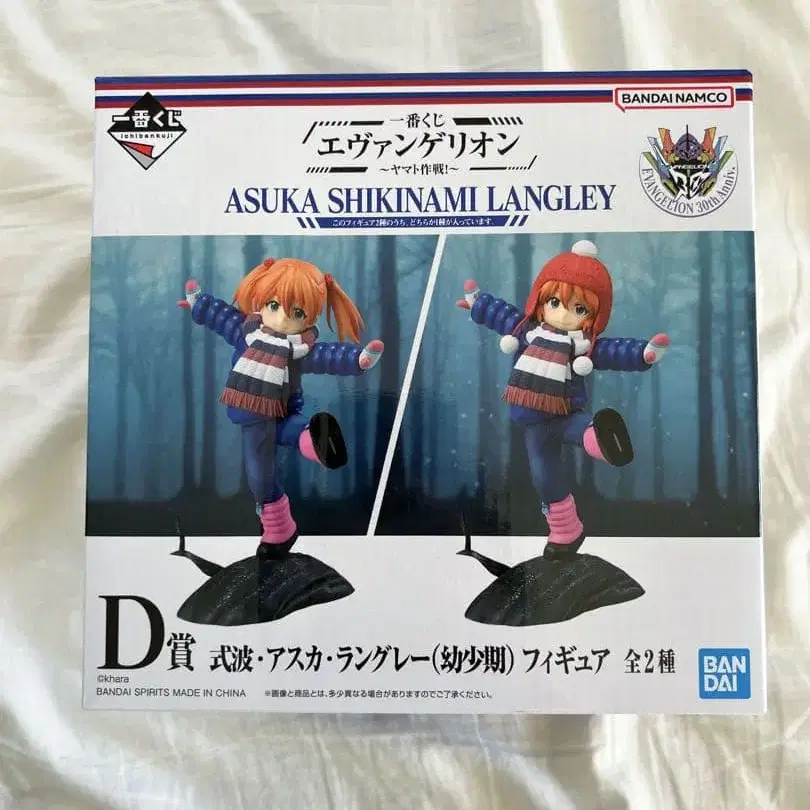 一番くじ
ichibankuji
一番くじ
エヴァンゲリオン
～ヤマト作戦！～
BANDAI NAMCO
EVANGELION
EVANGELION 30th Anniv.
ASUKA SHIKINAMI LANGLEY
このフィギュア2種のうち、どちらか1種が入っています。
D賞 式波・アスカ・ラングレー(幼少期) フィギュア 全2種
©khara
BANDAI SPIRITS MADE IN CHINA ※画像と商品とは、多少異なる場合がありますのでご了承ください。
BAN
DAI